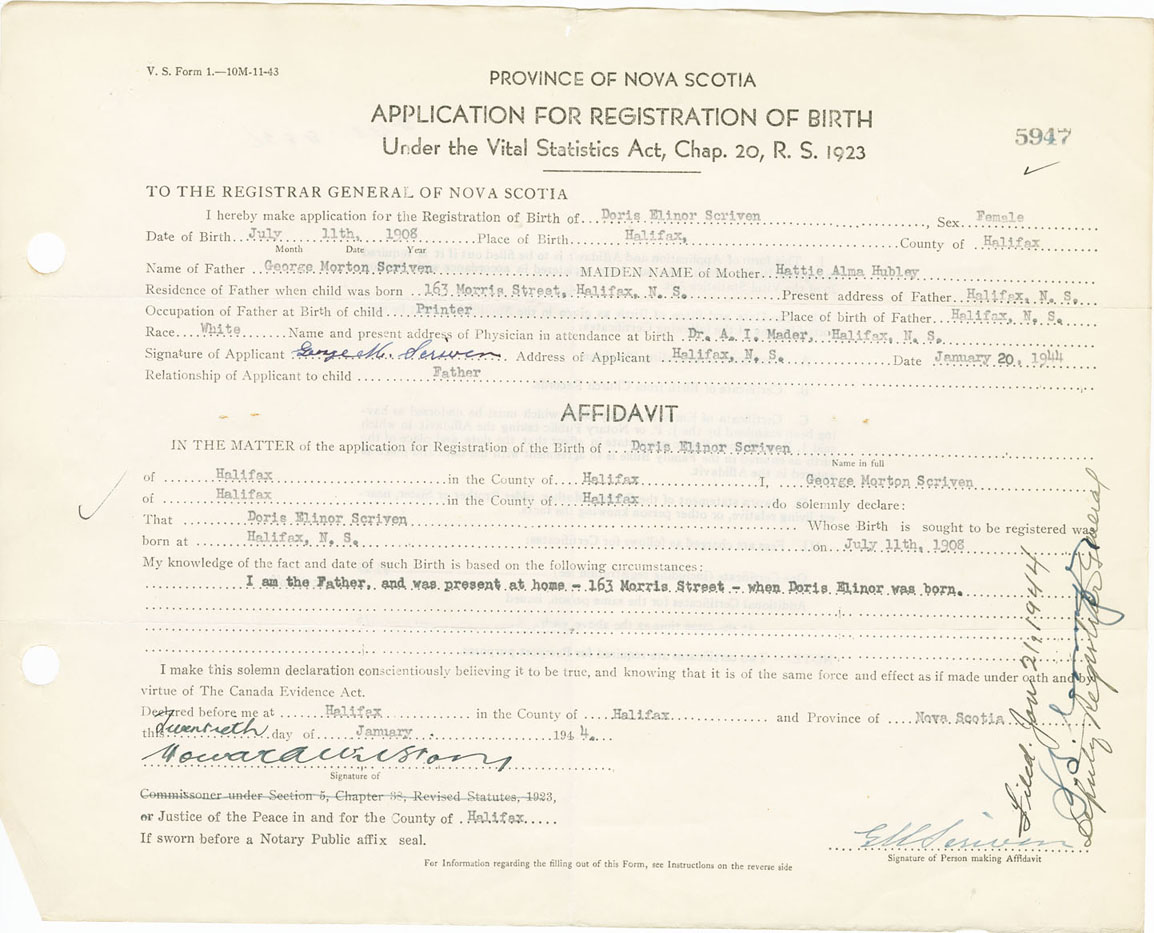 V. S. Form 1.—10M-11-43
PROVINCE OF NOVA SCOTIA
APPLICATION FOR REGISTRATION OF BIRTH
Under the Vital Statistics Act, Chap. 20, R. S. 1923
5947
TO THE REGISTRAR GENERAL OF NOVA SCOTIA
I hereby make application for the Registration of Birth of Doris Elinor Scriven, Sex Female
Date of Birth July 11th, 1908 Place of Birth Halifax, County of Halifax
Month Date Year
Name of Father George Morton Scriven MAIDEN NAME of Mother Hattie Alma Hubley
Residence of Father when child was born 163 Morris Street, Halifax, N. S. Present address of Father Halifax, N. S.
Occupation of Father at Birth of child Printer Place of birth of Father Halifax, N. S.
Race White Name and present address of Physician in attendance at birth Dr. A. I. Mader, Halifax, N. S.
Signature of Applicant George M. Scriven. Address of Applicant Halifax, N. S. Date January 20, 1944
Relationship of Applicant to child Father
AFFIDAVIT
IN THE MATTER of the application for Registration of the Birth of Doris Elinor Scriven
Name in full
of Halifax in the County of Halifax I, George Morton Scriven
of Halifax in the County of Halifax do solemnly declare:
That Doris Elinor Scriven Whose Birth is sought to be registered was
born at Halifax, N. S. on July 11th, 1908
My knowledge of the fact and date of such Birth is based on the following circumstances:
I am the Father, and was present at home - 163 Morris Street - when Doris Elinor was born.
I make this solemn declaration conscientiously believing it to be true, and knowing that it is of the same force and effect as if made under oath and by
virtue of The Canada Evidence Act.
Declared before me at Halifax in the County of Halifax and Province of Nova Scotia
this Twentieth day of January 1944.
Signature of
Commissoner under Section 5, Chapter 38, Revised Statutes, 1923,
or Justice of the Peace in and for the County of Halifax
If sworn before a Notary Public affix seal.
G M Scriven
Signature of Person making Affidavit
For Information regarding the filling out of this Form, see Instructions on the reverse side
Filed. Jan 21, 1944
Deputy Registrar General